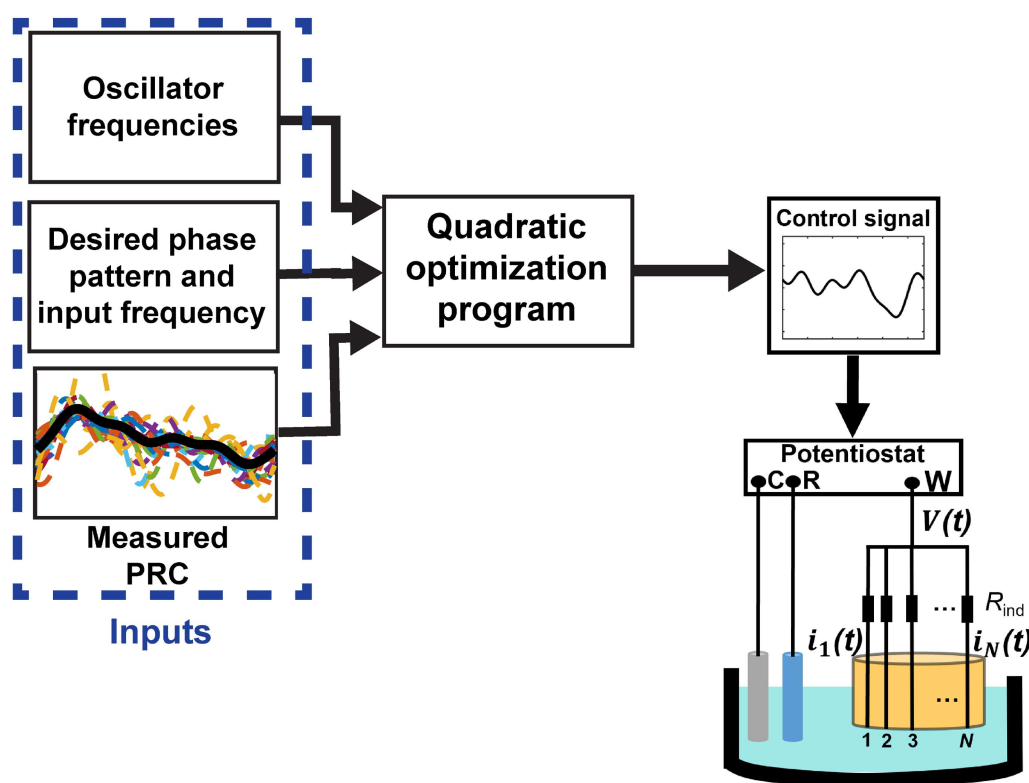 Oscillator
frequencies
Desired phase
pattern and
input frequency
Measured
PRC
Inputs
Quadratic
optimization
program
Control signal
Potentiostat
C R W
V(t)
... R_ind
i_1(t) i_N(t)
...
1 2 3 N